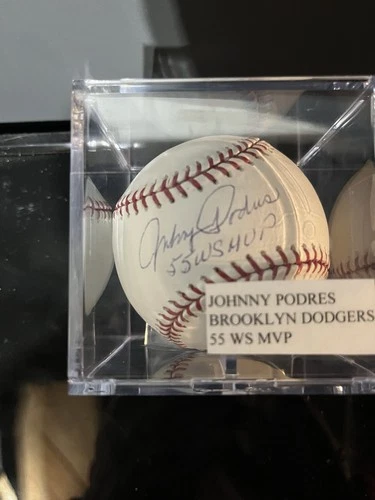 Johnny Podres
55 WS MVP
JOHNNY PODRES
BROOKLYN DODGERS
55 WS MVP